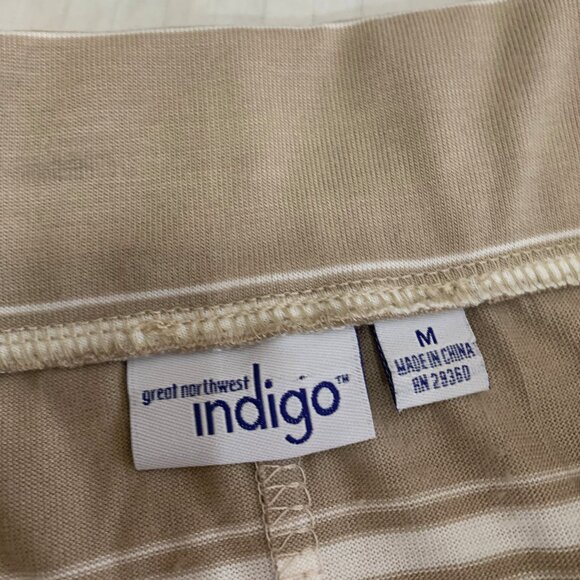 great northwest
indigo™
M
MADE IN CHINA
RN 29360